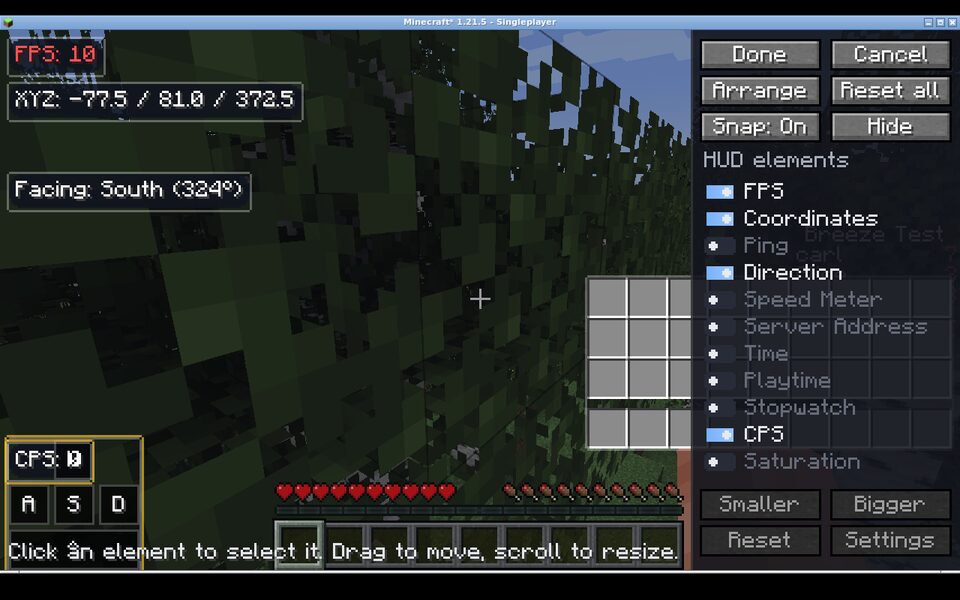 Minecraft* 1.21.5 - Singleplayer
FPS: 10
XYZ: -77.5 / 81.0 / 372.5
Facing: South (324°)
CPS: 0
A S D
Click an element to select it. Drag to move, scroll to resize.
Done Cancel
Arrange Reset all
Snap: On Hide
HUD elements
FPS
Coordinates
Ping
Breeze Test
carl
Direction
Speed Meter
Server Address
Time
Playtime
Stopwatch
CPS
Saturation
Smaller Bigger
Reset Settings